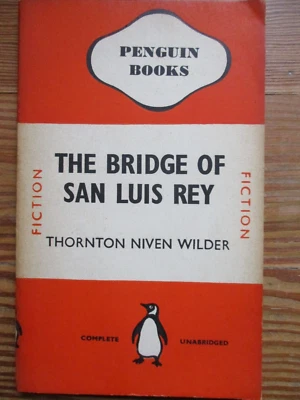 PENGUIN
BOOKS
THE BRIDGE OF
SAN LUIS REY
FICTION
FICTION
THORNTON NIVEN WILDER
COMPLETE
UNABRIDGED